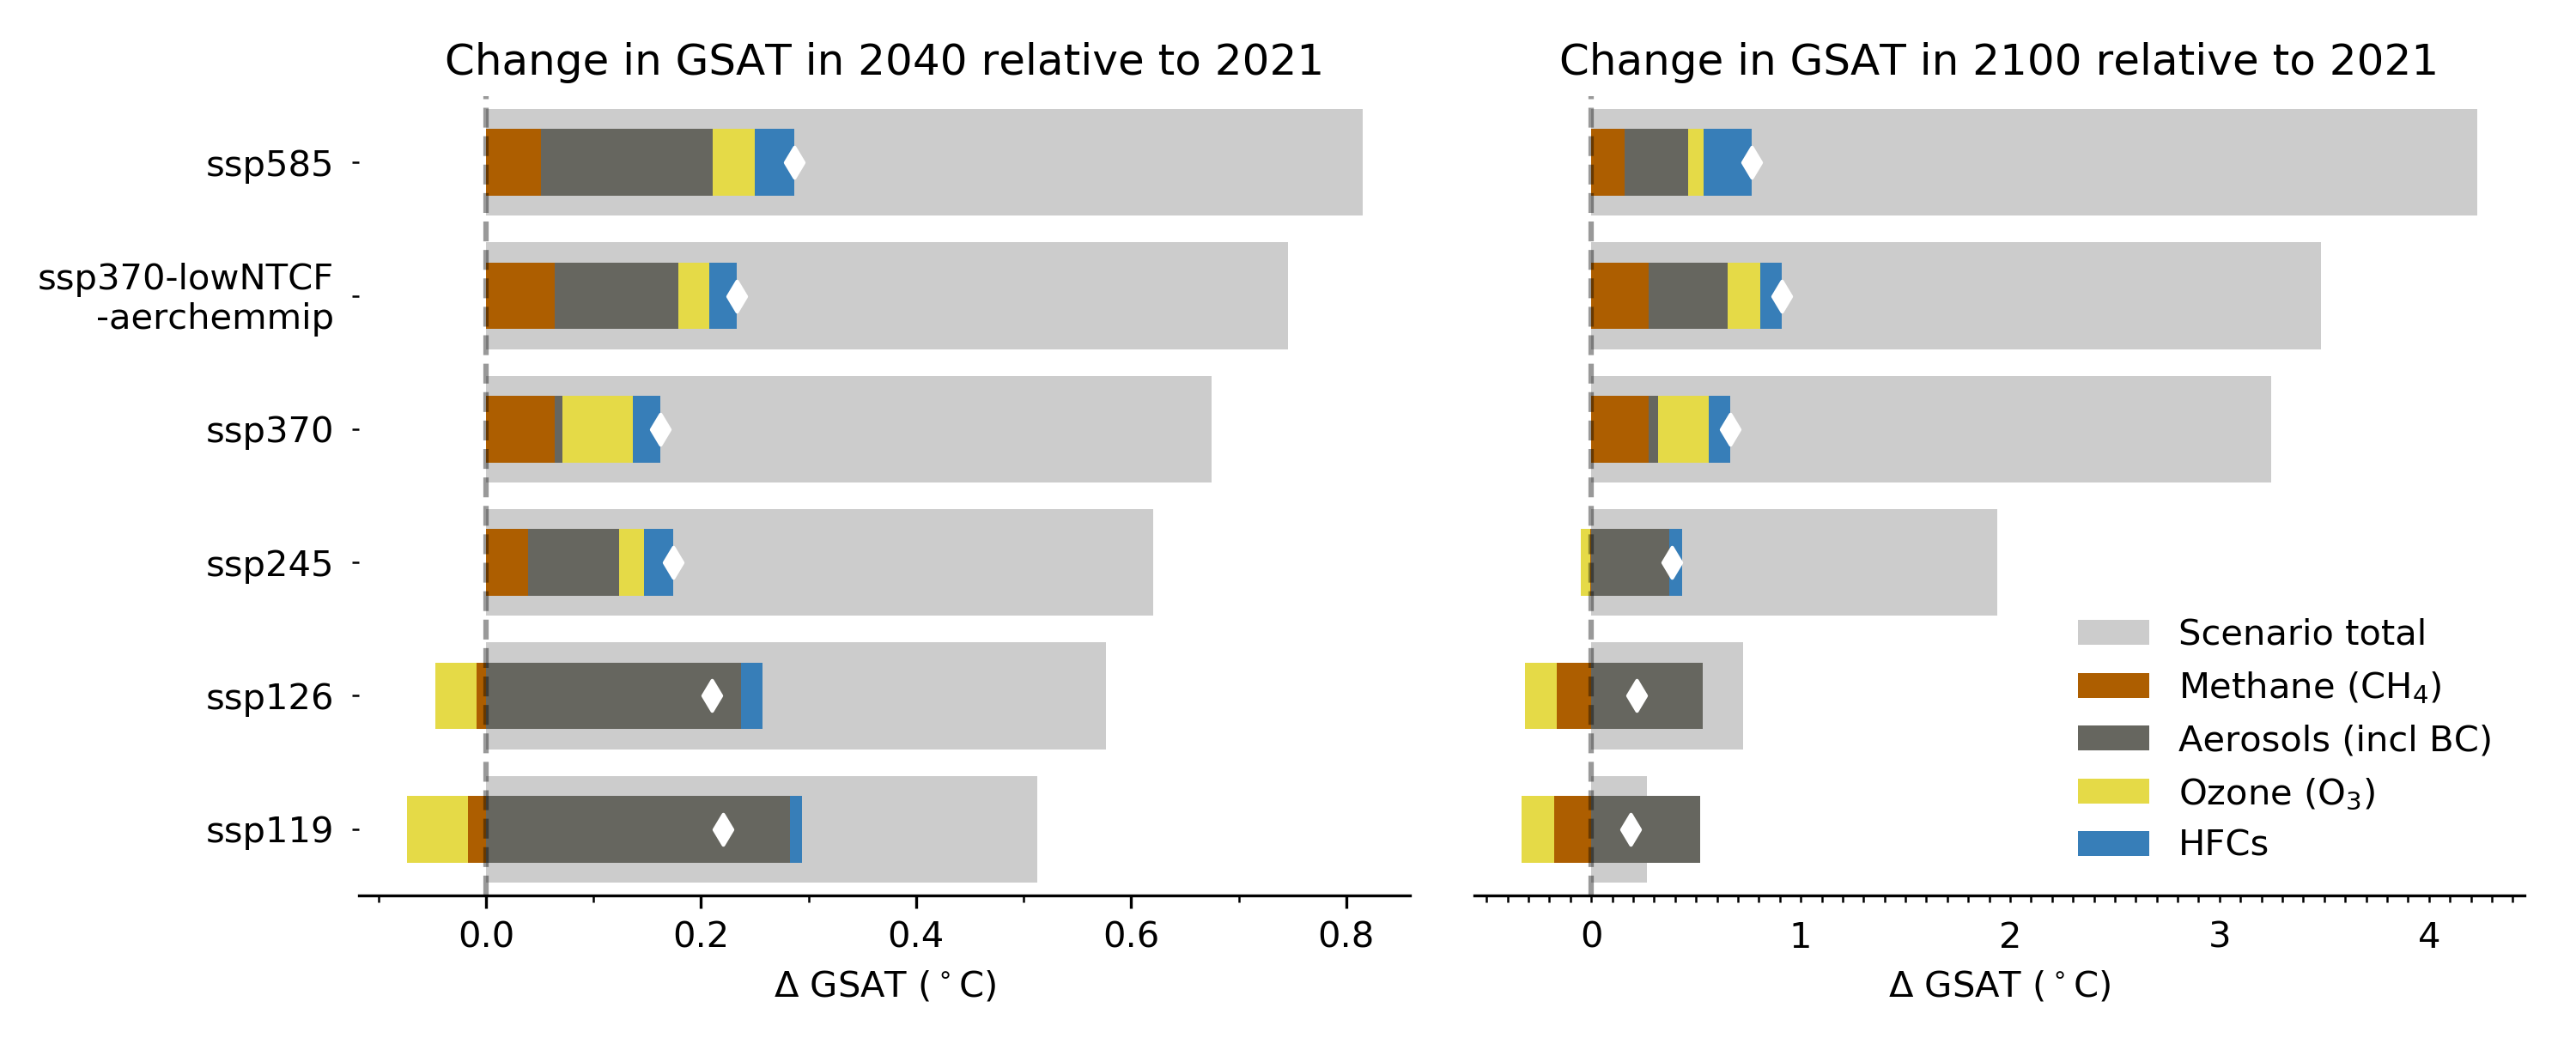 Change in GSAT in 2040 relative to 2021
Change in GSAT in 2100 relative to 2021
ssp585
ssp370-lowNTCF
-aerchemmip
ssp370
ssp245
ssp126
ssp119
0.0 0.2 0.4 0.6 0.8
Δ GSAT (°C)
0 1 2 3 4
Δ GSAT (°C)
Scenario total
Methane (CH₄)
Aerosols (incl BC)
Ozone (O₃)
HFCs